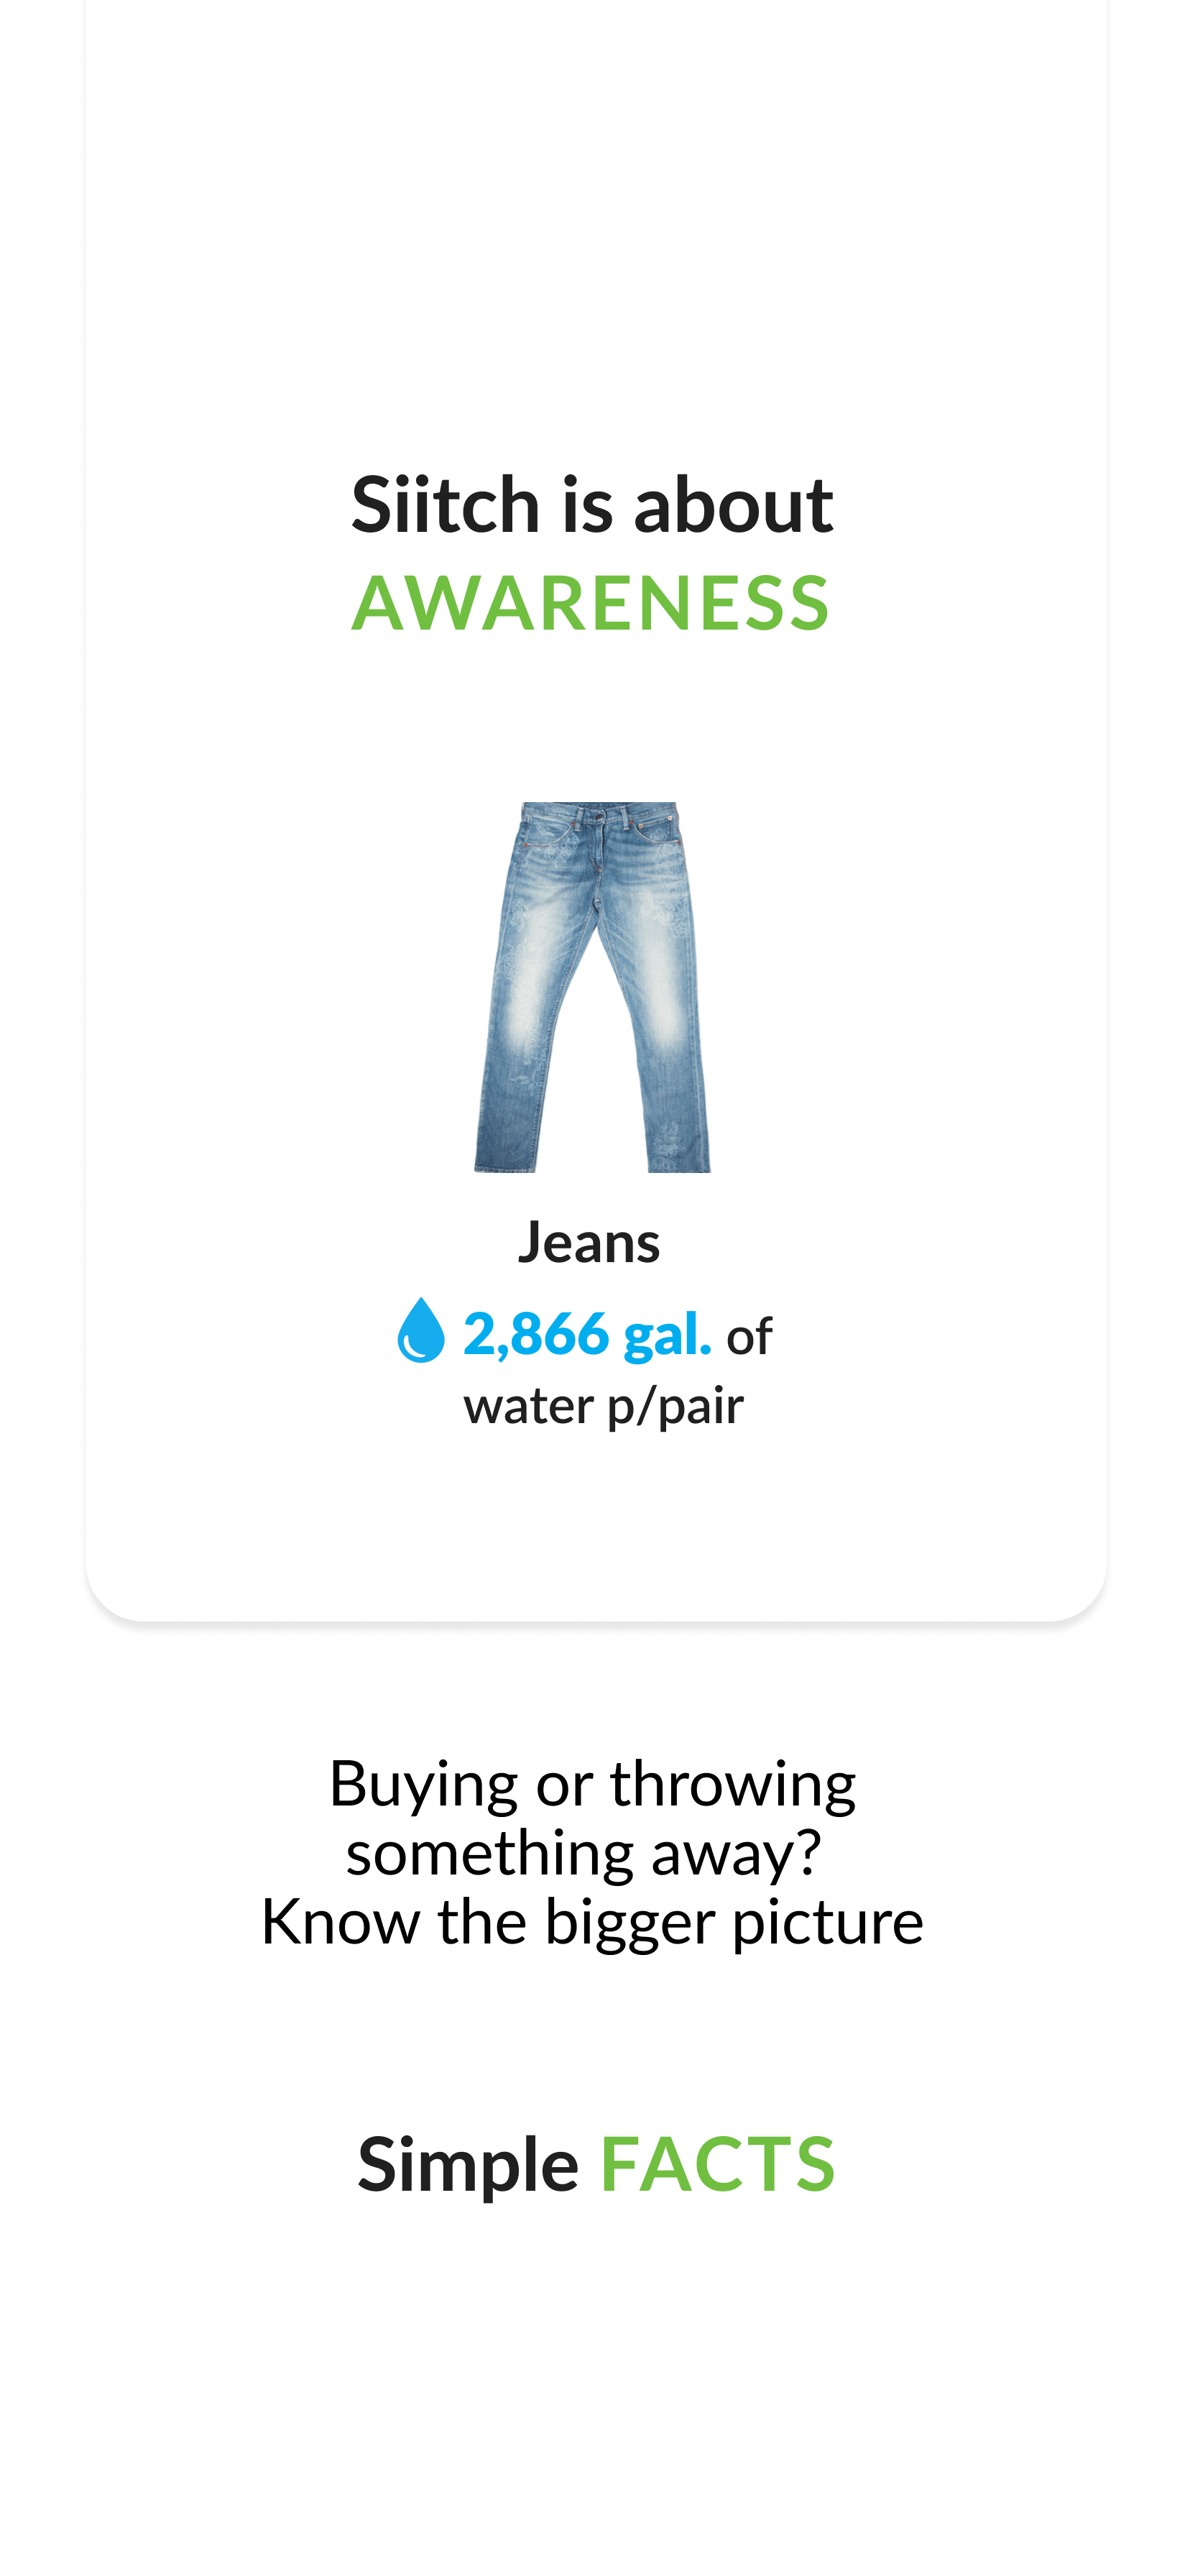 Siitch is about
AWARENESS
Jeans
2,866 gal. of
water p/pair
Buying or throwing
something away?
Know the bigger picture
Simple FACTS